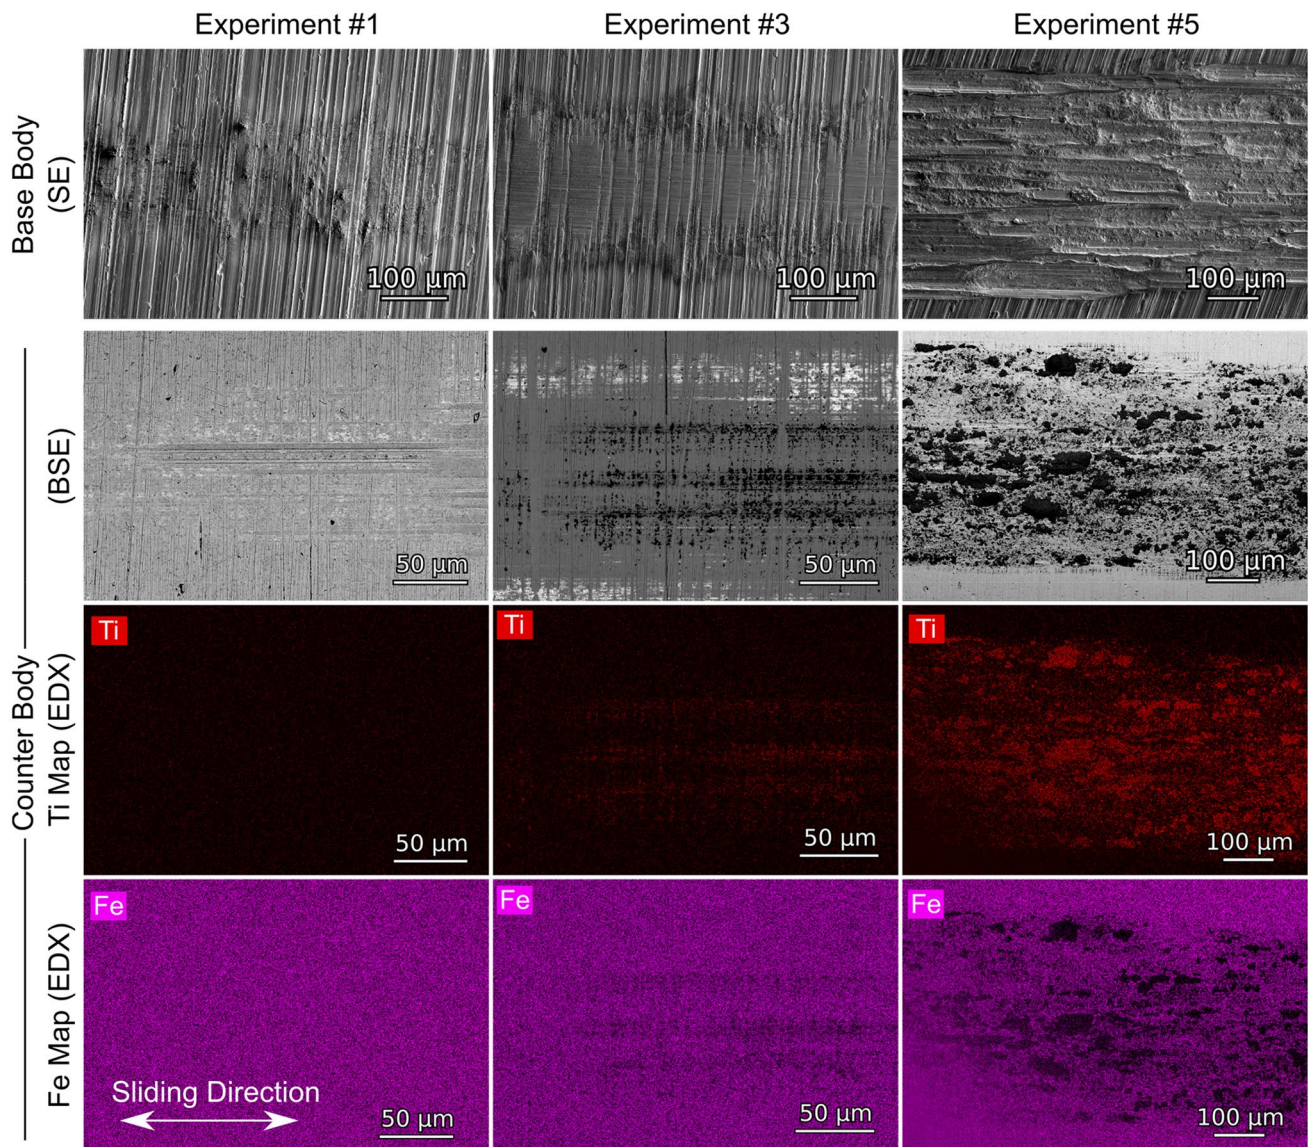 Experiment #1
Experiment #3
Experiment #5
Base Body
(SE)
100 μm
100 μm
100 μm
Counter Body
(BSE)
50 μm
50 μm
100 μm
Ti Map (EDX)
Ti
50 μm
Ti
50 μm
Ti
100 μm
Fe Map (EDX)
Fe
Sliding Direction
50 μm
Fe
50 μm
Fe
100 μm